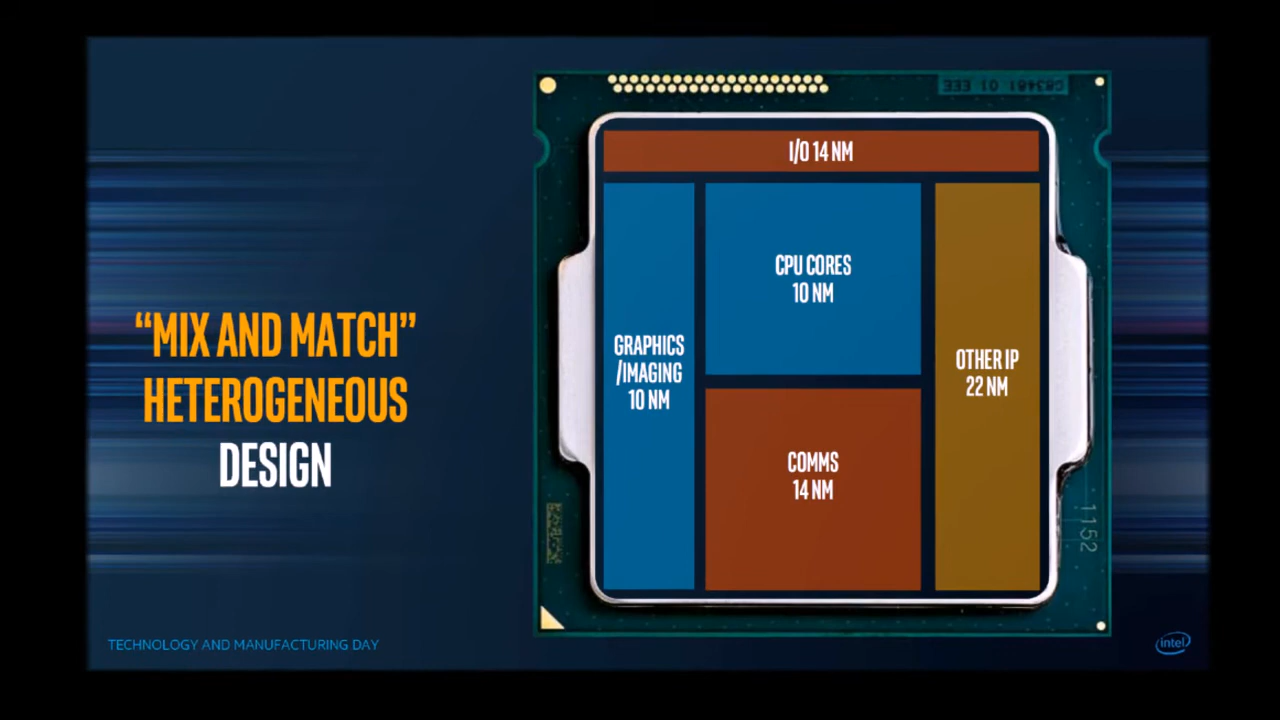 “MIX AND MATCH”
HETEROGENEOUS
DESIGN
I/O 14 NM
GRAPHICS
/IMAGING
10 NM
CPU CORES
10 NM
COMMS
14 NM
OTHER IP
22 NM
1152
TECHNOLOGY AND MANUFACTURING DAY
intel